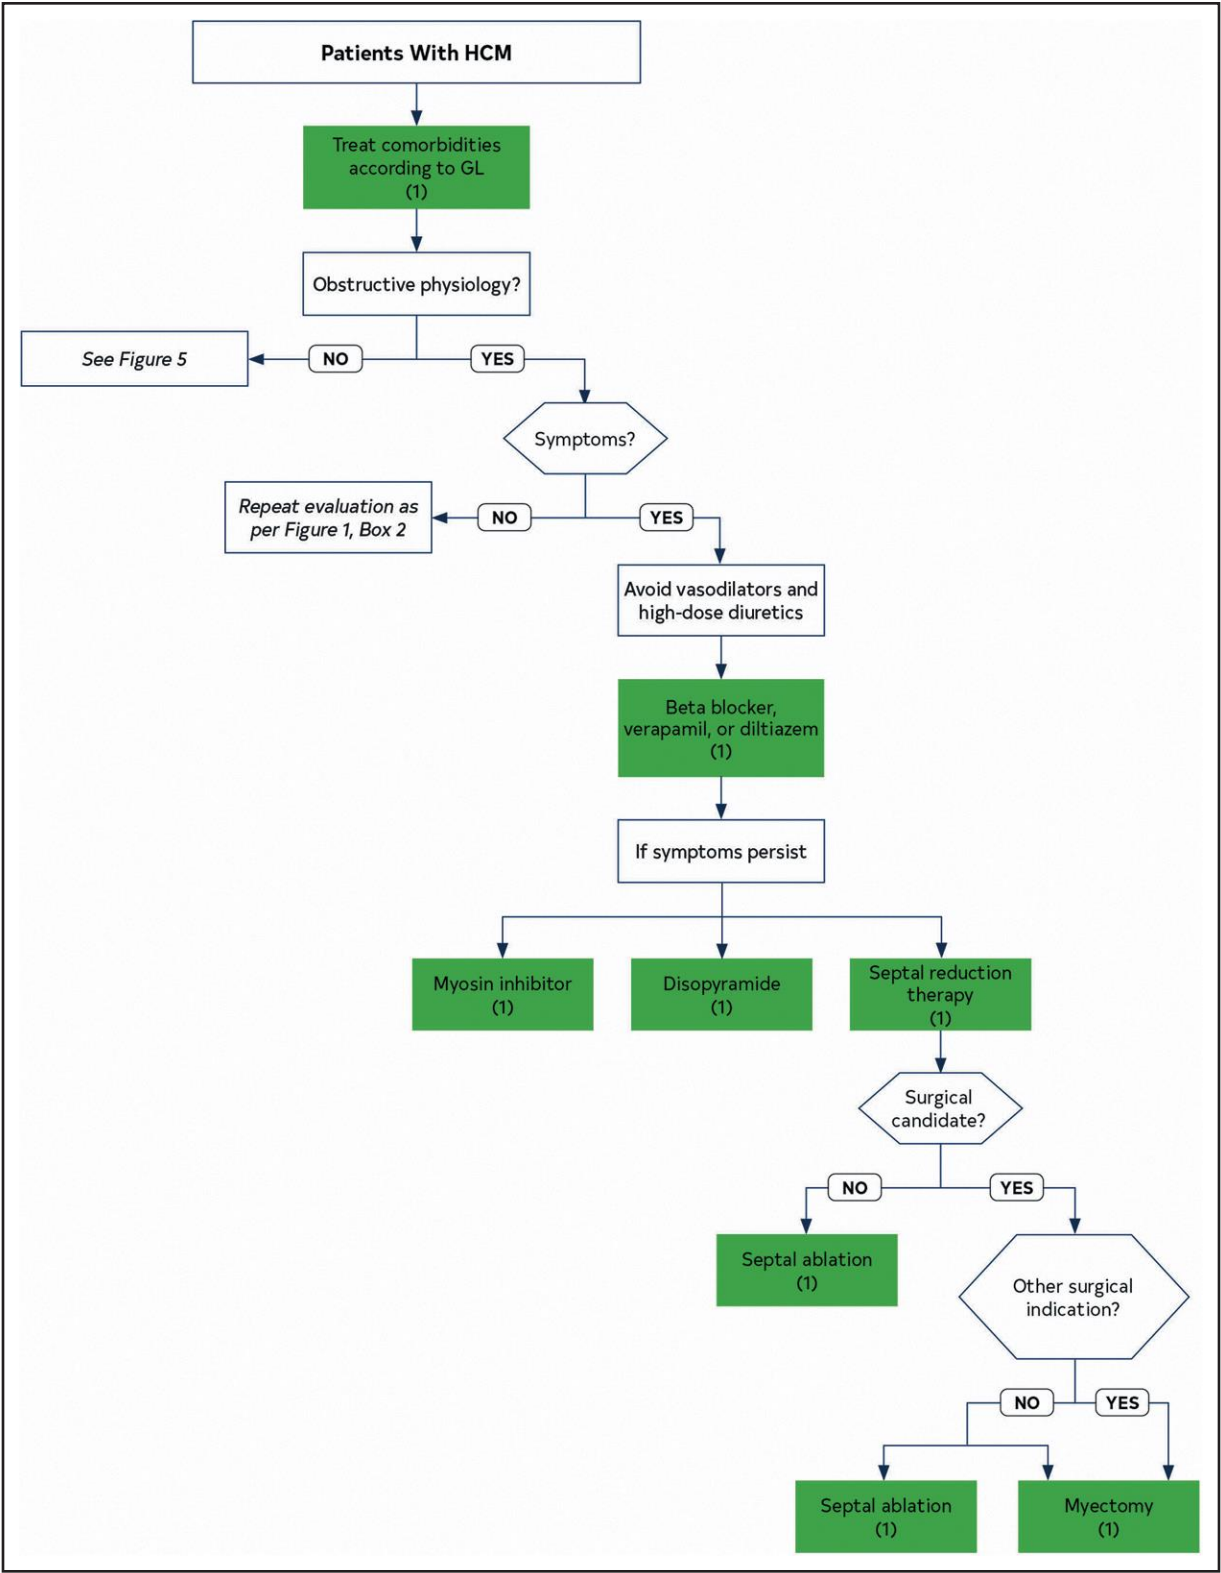 Patients With HCM
Treat comorbidities
according to GL
(1)
Obstructive physiology?
See Figure 5
NO
YES
Symptoms?
Repeat evaluation as
per Figure 1, Box 2
NO
YES
Avoid vasodilators and
high-dose diuretics
Beta blocker,
verapamil, or diltiazem
(1)
If symptoms persist
Myosin inhibitor
(1)
Disopyramide
(1)
Septal reduction
therapy
(1)
Surgical
candidate?
NO
YES
Septal ablation
(1)
Other surgical
indication?
NO
YES
Septal ablation
(1)
Myectomy
(1)